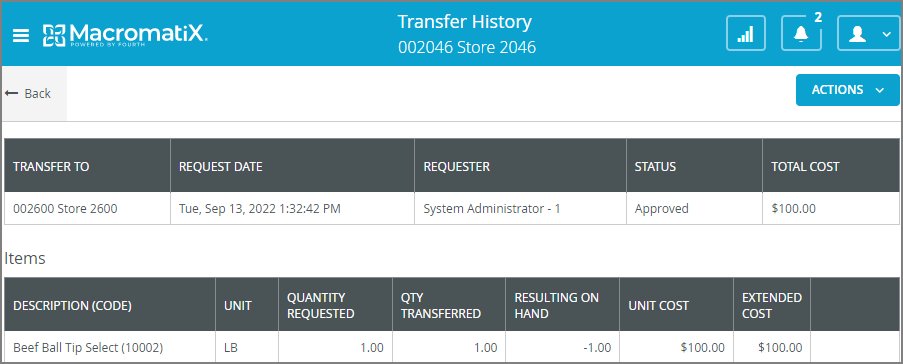 MacromatiX.
POWERED BY FOURTH
Transfer History
002046 Store 2046
2
Back
ACTIONS
TRANSFER TO REQUEST DATE REQUESTER STATUS TOTAL COST
002600 Store 2600 Tue, Sep 13, 2022 1:32:42 PM System Administrator - 1 Approved $100.00
Items
DESCRIPTION (CODE) UNIT QUANTITY REQUESTED QTY TRANSFERRED RESULTING ON HAND UNIT COST EXTENDED COST
Beef Ball Tip Select (10002) LB 1.00 1.00 -1.00 $100.00 $100.00